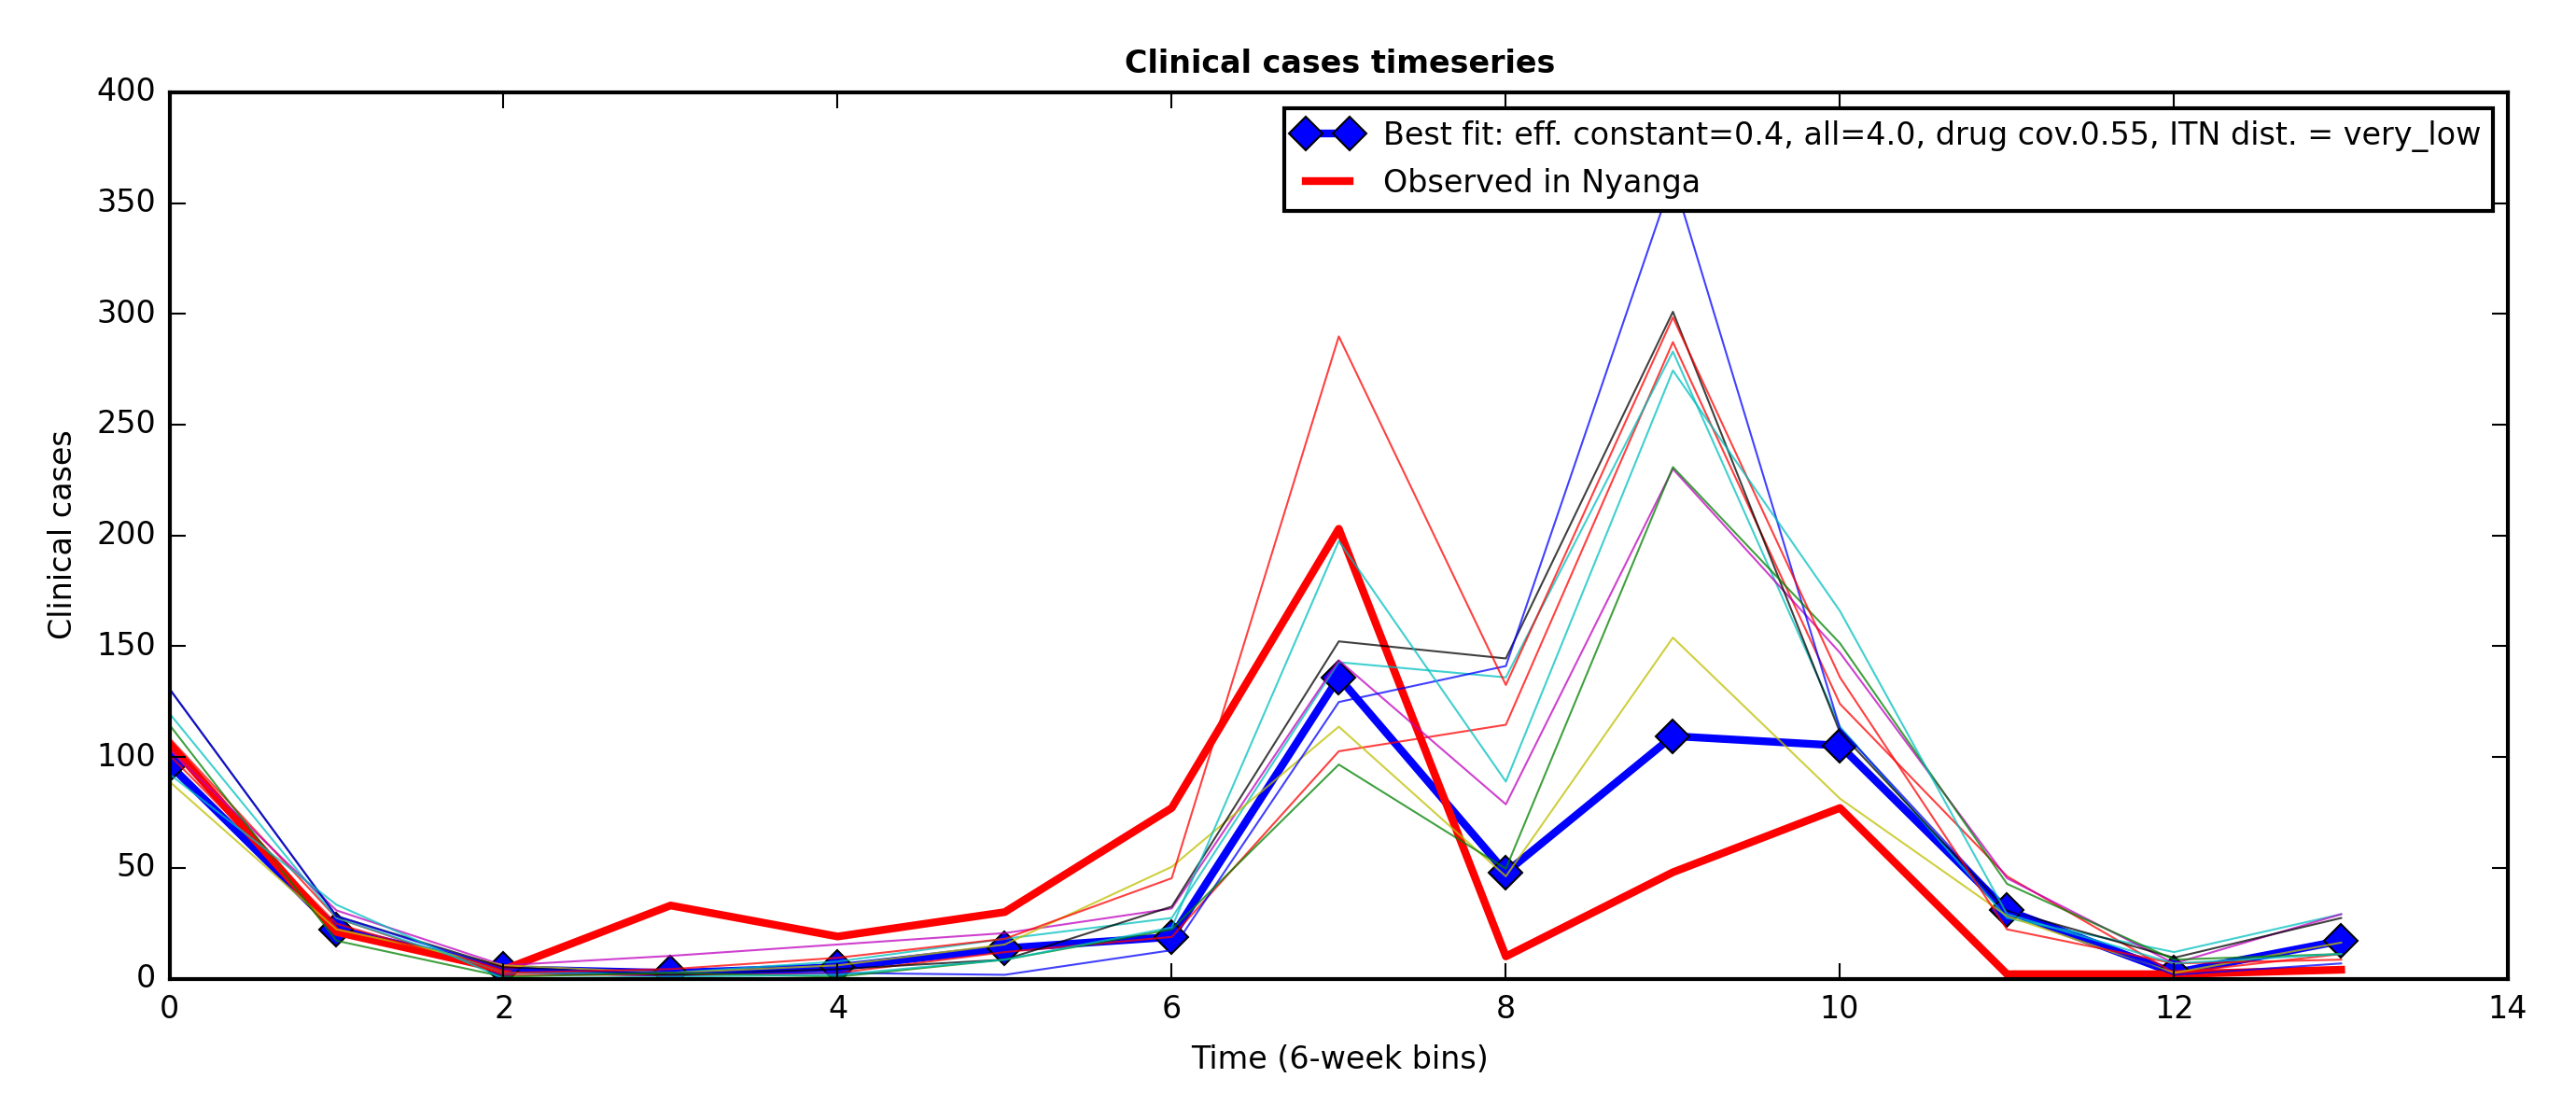 Clinical cases timeseries
Best fit: eff. constant=0.4, all=4.0, drug cov.0.55, ITN dist. = very_low
Observed in Nyanga
Clinical cases
400
350
300
250
200
150
100
50
0
0 2 4 6 8 10 12 14
Time (6-week bins)